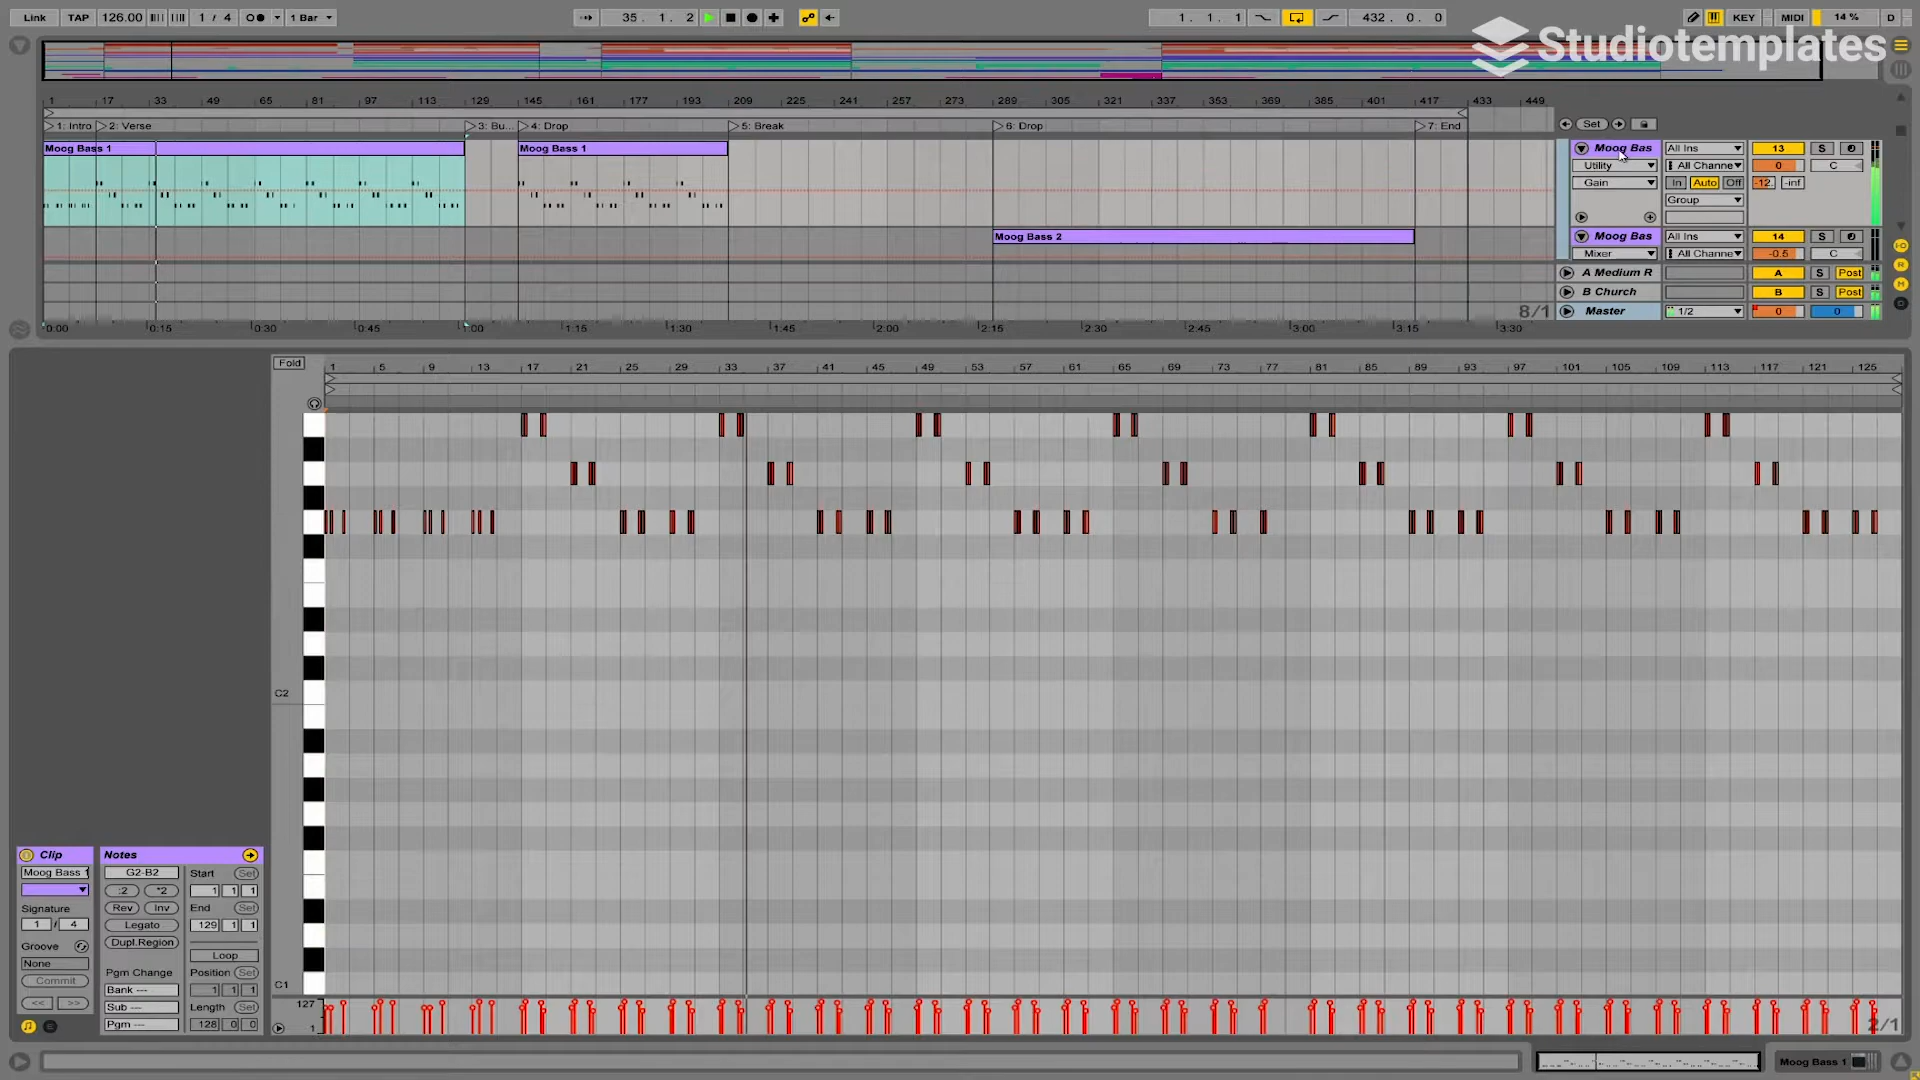 Link TAP 126.00 1 / 4 1 Bar 35. 1. 2 1. 1. 1 432. 0. 0 KEY MIDI 14 % D
Studiotemplates
1 17 33 49 65 81 97 113 129 145 161 177 193 209 225 241 257 273 289 305 321 337 353 369 385 401 417 433 449
1: Intro 2: Verse 3: Bu... 4: Drop 5: Break 6: Drop 7: End Set
Moog Bass 1 Moog Bass 1 Moog Bas All Ins 13 S
Utility All Channe 0 C
Gain In Auto Off -12. -inf
Group
Moog Bass 2 Moog Bas All Ins 14 S
Mixer All Channe -0.5 C
A Medium R A S Post
B Church B S Post
8/1 Master 1/2 0 0
0:00 0:15 0:30 0:45 1:00 1:15 1:30 1:45 2:00 2:15 2:30 2:45 3:00 3:15 3:30
Fold 1 5 9 13 17 21 25 29 33 37 41 45 49 53 57 61 65 69 73 77 81 85 89 93 97 101 105 109 113 117 121 125
C2
C1
Clip Notes
Moog Bass 1 G2-B2 Start Set
:2 *2 1 1 1
Signature Rev Inv End Set
1 / 4 Legato 129 1 1
Groove Dupl.Region
None Loop
Commit Pgm Change Position Set
<< >> Bank --- 1 1 1
Sub --- Length Set
Pgm --- 128 0 0
127
1
2/1
Moog Bass 1